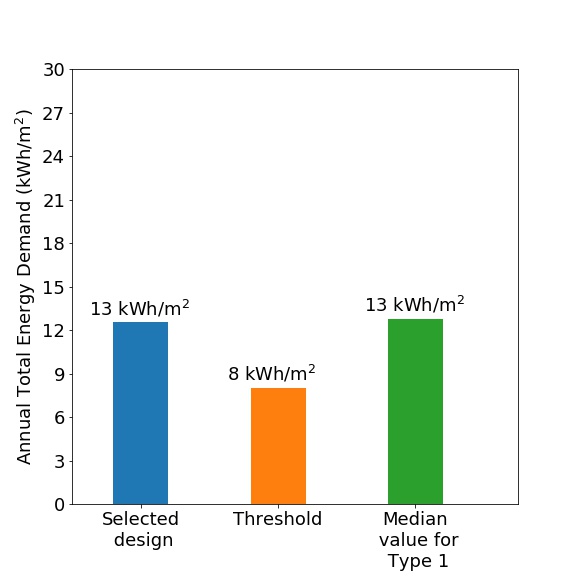 Annual Total Energy Demand (kWh/m²)
30
27
24
21
18
15
12
9
6
3
0
13 kWh/m²
8 kWh/m²
13 kWh/m²
Selected
design
Threshold
Median
value for
Type 1